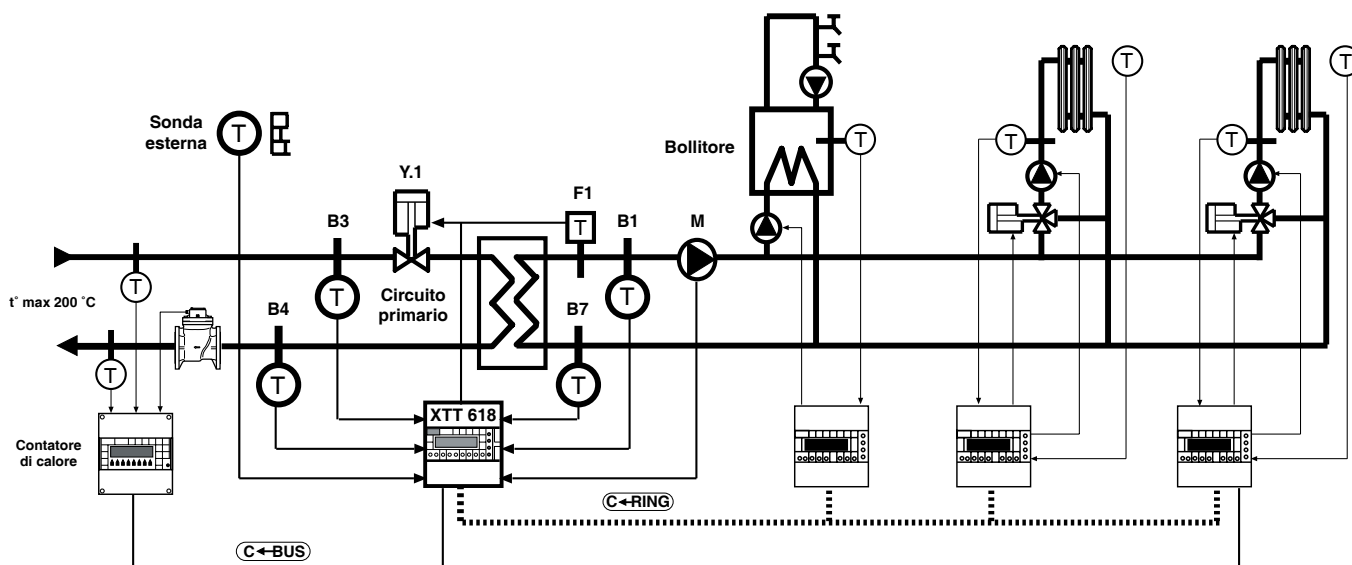 T
T
Sonda
esterna
T
T
T
Bollitore
T
T
Y.1
F1
B3
B1
M
T
T
T
T
t° max 200 °C
Circuito
primario
B4
B7
T
T
T
XTT 618
Contatore
di calore
C←RING
C←BUS